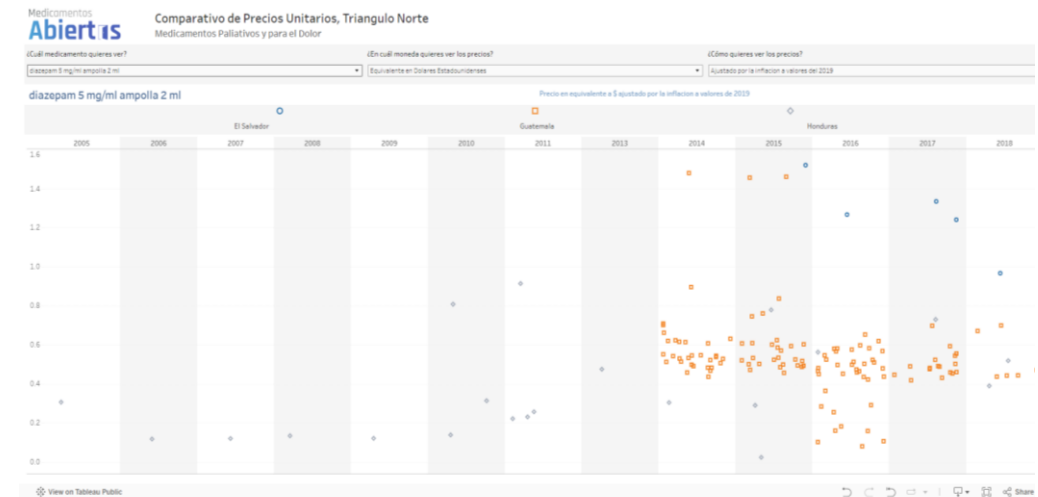 Medicamentos
Abiertos
Comparativo de Precios Unitarios, Triangulo Norte
Medicamentos Paliativos y para el Dolor
¿Cuál medicamento quieres ver?
¿En cuál moneda quieres ver los precios?
¿Cómo quieres ver los precios?
diazepam 5 mg/ml ampolla 2 ml
Equivalente en Dolares Estadounidenses
Ajustado por la inflacion a valores del 2019
diazepam 5 mg/ml ampolla 2 ml
Precio en equivalente a $ ajustado por la inflacion a valores de 2019
El Salvador
Guatemala
Honduras
2005 2006 2007 2008 2009 2010 2011 2013 2014 2015 2016 2017 2018
1.6
1.4
1.2
1.0
0.8
0.6
0.4
0.2
0.0
View on Tableau Public
Share